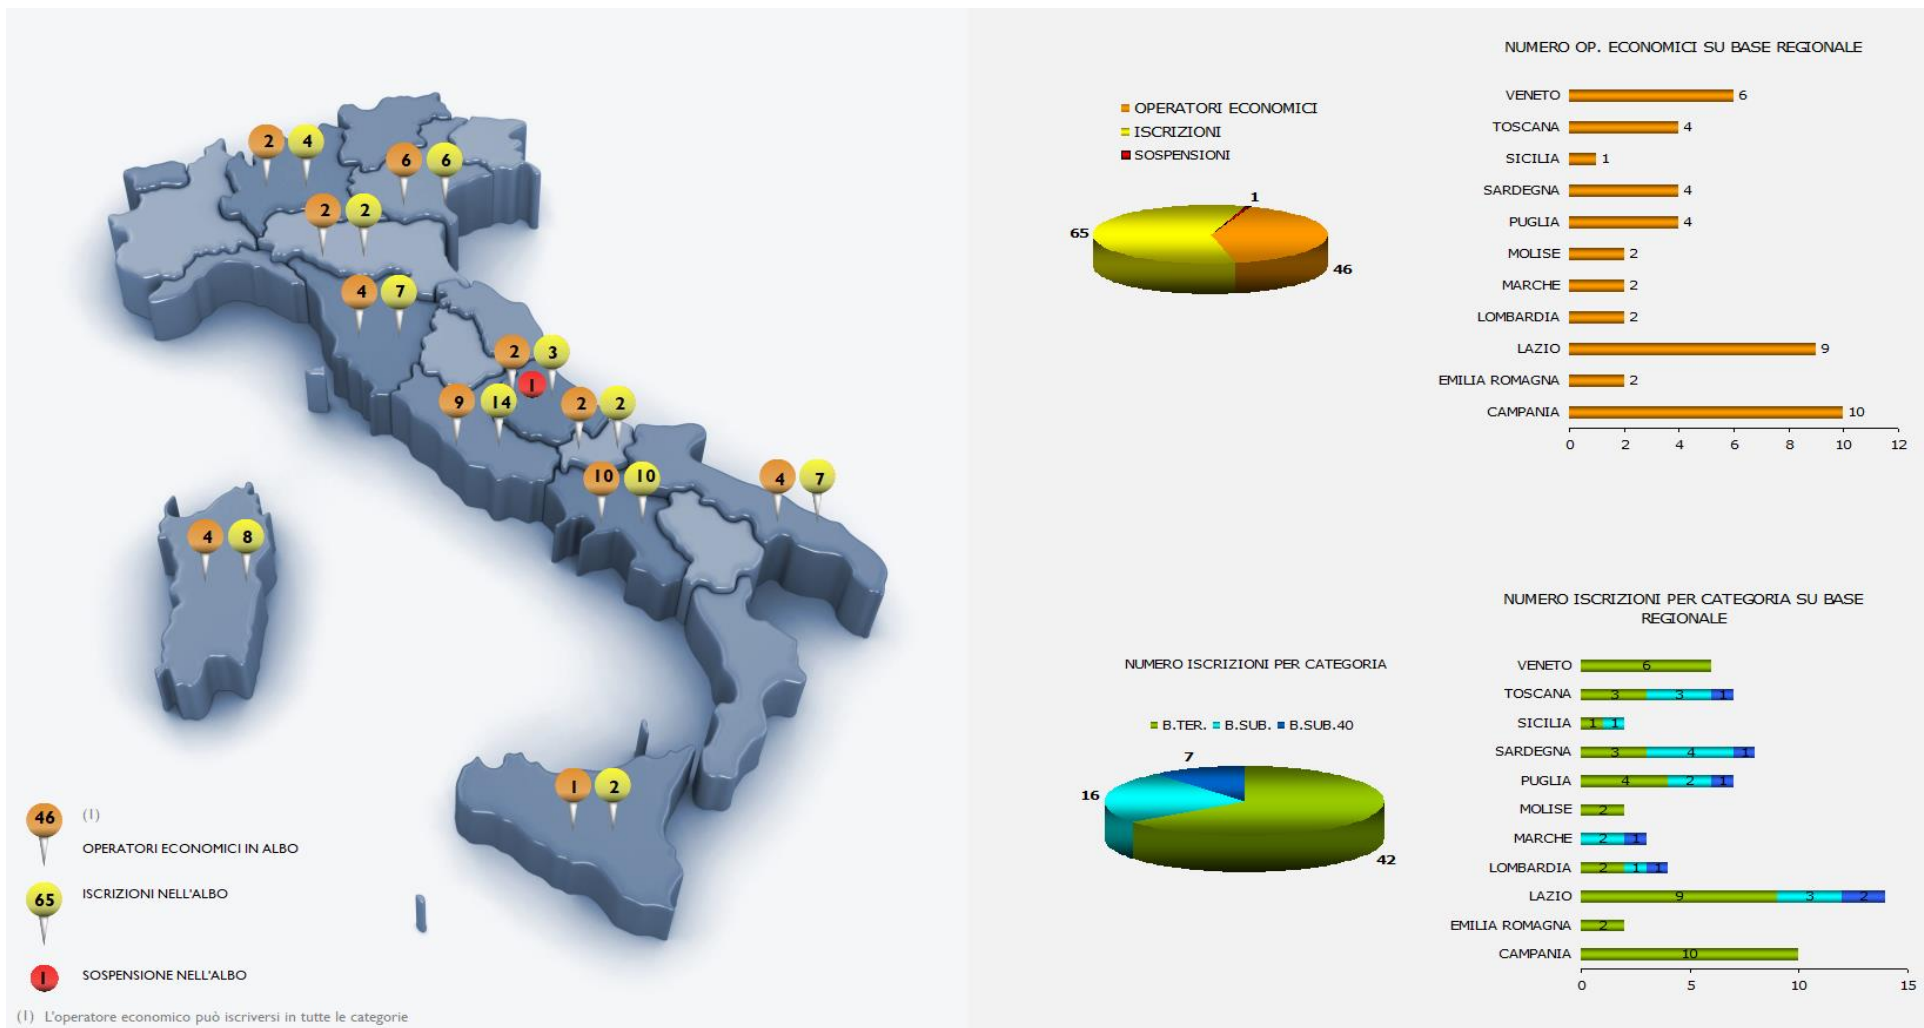 2 4
6 6
2 2
4 7
2 3
1
9 14
2 2
10 10
4 7
4 8
1 2
46 (1)
OPERATORI ECONOMICI IN ALBO
65
ISCRIZIONI NELL'ALBO
1
SOSPENSIONE NELL'ALBO
(1) L'operatore economico può iscriversi in tutte le categorie
OPERATORI ECONOMICI
ISCRIZIONI
SOSPENSIONI
1
65
46
NUMERO OP. ECONOMICI SU BASE REGIONALE
VENETO 6
TOSCANA 4
SICILIA 1
SARDEGNA 4
PUGLIA 4
MOLISE 2
MARCHE 2
LOMBARDIA 2
LAZIO 9
EMILIA ROMAGNA 2
CAMPANIA 10
0 2 4 6 8 10 12
NUMERO ISCRIZIONI PER CATEGORIA
B.TER. B.SUB. B.SUB.40
7
16
42
NUMERO ISCRIZIONI PER CATEGORIA SU BASE
REGIONALE
VENETO 6
TOSCANA 3 3 1
SICILIA 1 1
SARDEGNA 3 4 1
PUGLIA 4 2 1
MOLISE 2
MARCHE 2 1
LOMBARDIA 2 1 1
LAZIO 9 3 2
EMILIA ROMAGNA 2
CAMPANIA 10
0 5 10 15